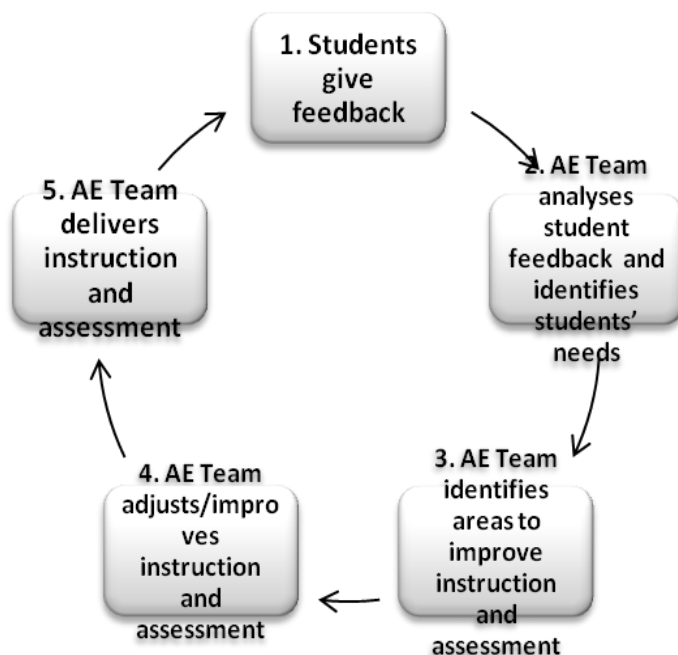 1. Students
give
feedback
2. AE Team
analyses
student
feedback and
identifies
students’
needs
3. AE Team
identifies
areas to
improve
instruction
and
assessment
4. AE Team
adjusts/impro
ves
instruction
and
assessment
5. AE Team
delivers
instruction
and
assessment